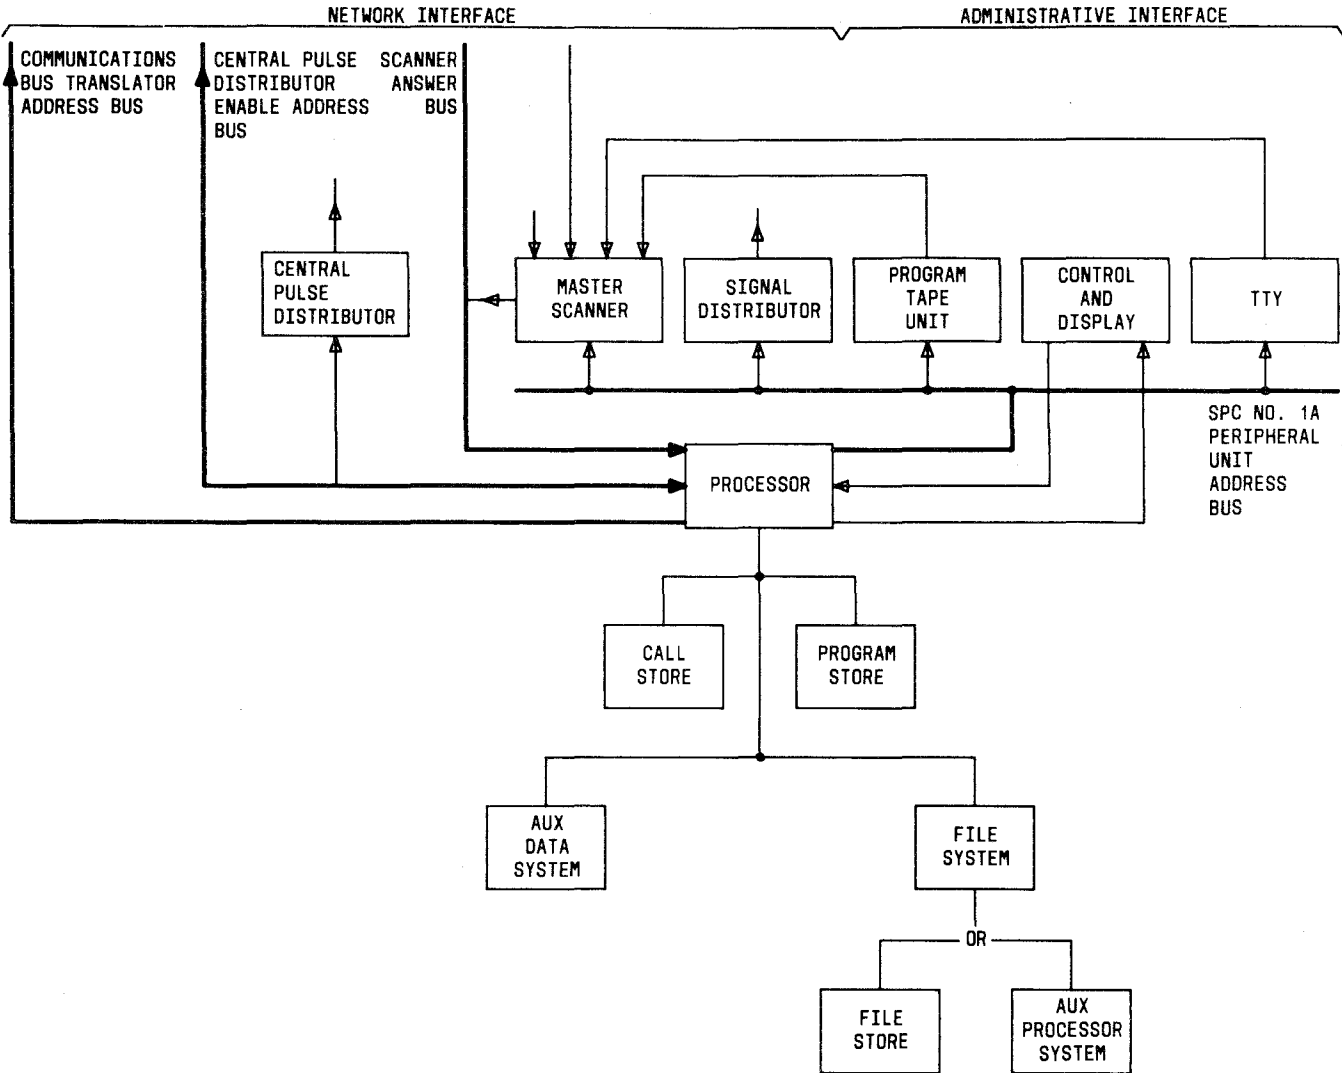 NETWORK INTERFACE
ADMINISTRATIVE INTERFACE
COMMUNICATIONS
BUS TRANSLATOR
ADDRESS BUS
CENTRAL PULSE
DISTRIBUTOR
ENABLE ADDRESS
BUS
SCANNER
ANSWER
BUS
CENTRAL
PULSE
DISTRIBUTOR
MASTER
SCANNER
SIGNAL
DISTRIBUTOR
PROGRAM
TAPE
UNIT
CONTROL
AND
DISPLAY
TTY
SPC NO. 1A
PERIPHERAL
UNIT
ADDRESS
BUS
PROCESSOR
CALL
STORE
PROGRAM
STORE
AUX
DATA
SYSTEM
FILE
SYSTEM
OR
FILE
STORE
AUX
PROCESSOR
SYSTEM